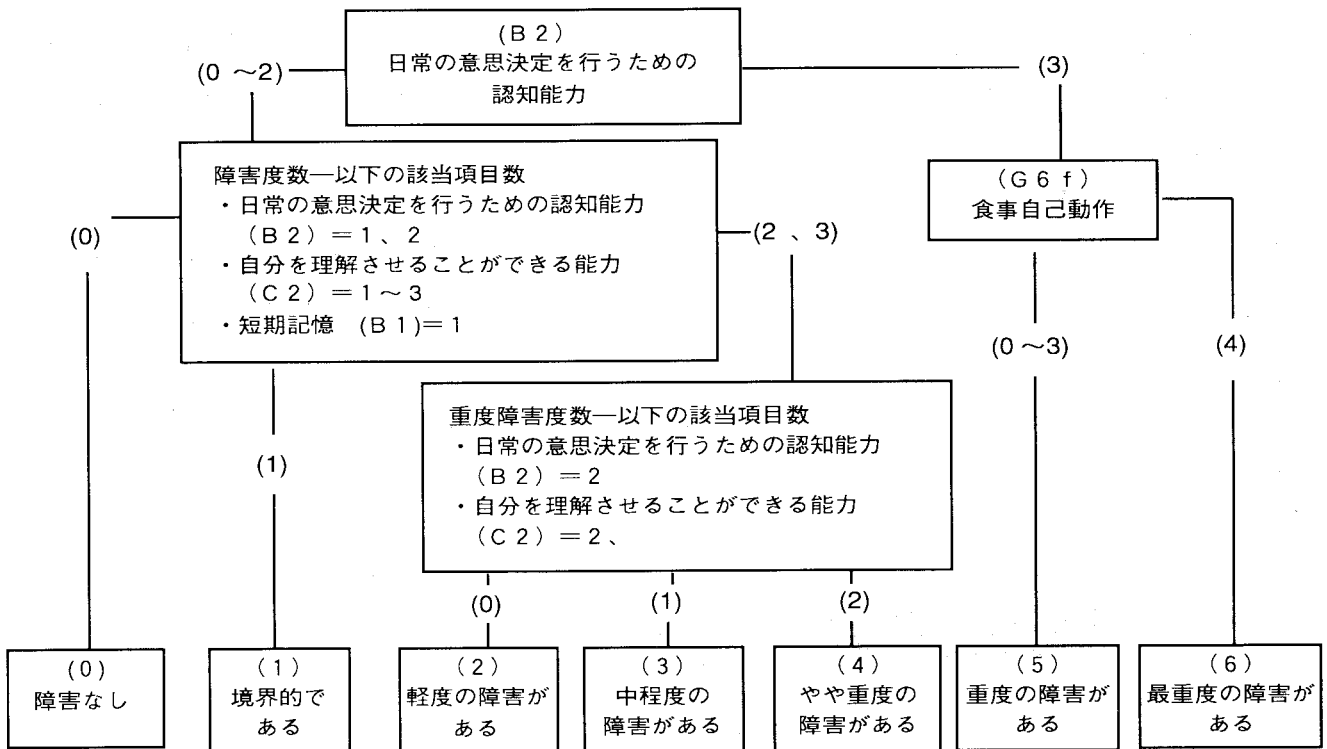 (B2)
日常の意思決定を行うための
認知能力
(0 ~2)
(3)
障害度数―以下の該当項目数
・日常の意思決定を行うための認知能力
(B2)=1、2
・自分を理解させることができる能力
(C2)=1~3
・短期記憶 (B1)=1
(G6f)
食事自己動作
(0)
(2 、3)
(0 ~3)
(4)
重度障害度数―以下の該当項目数
・日常の意思決定を行うための認知能力
(B2)=2
・自分を理解させることができる能力
(C2)=2、
(1)
(0)
(1)
(2)
(0)
障害なし
(1)
境界的で
ある
(2)
軽度の障害が
ある
(3)
中程度の
障害がある
(4)
やや重度の
障害がある
(5)
重度の障害が
ある
(6)
最重度の障害が
ある